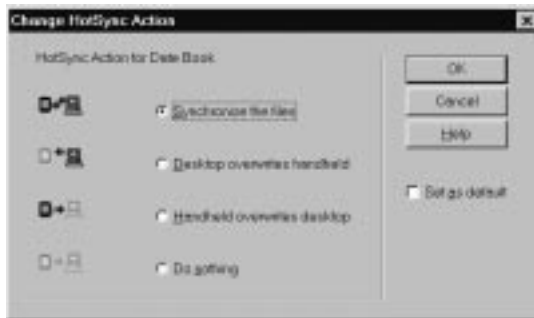 Change HotSync Action
HotSync Action for Date Book
OK
Synchronize the files
Cancel
Help
Desktop overwrites handheld
Set as default
Handheld overwrites desktop
Do nothing